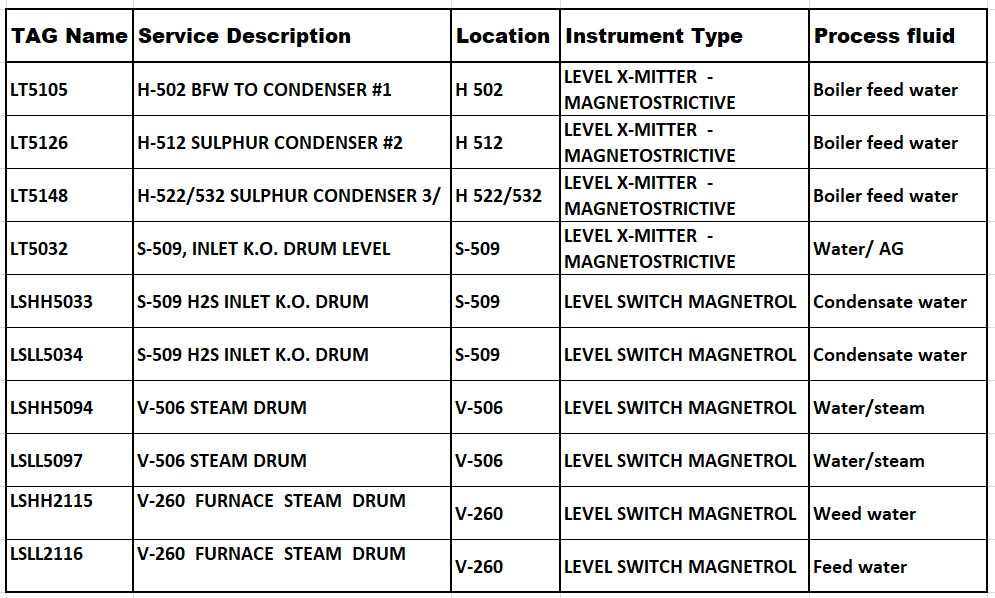 TAG Name Service Description Location Instrument Type Process fluid
LT5105 H-502 BFW TO CONDENSER #1 H 502 LEVEL X-MITTER - MAGNETOSTRICTIVE Boiler feed water
LT5126 H-512 SULPHUR CONDENSER #2 H 512 LEVEL X-MITTER - MAGNETOSTRICTIVE Boiler feed water
LT5148 H-522/532 SULPHUR CONDENSER 3/ H 522/532 LEVEL X-MITTER - MAGNETOSTRICTIVE Boiler feed water
LT5032 S-509, INLET K.O. DRUM LEVEL S-509 LEVEL X-MITTER - MAGNETOSTRICTIVE Water/ AG
LSHH5033 S-509 H2S INLET K.O. DRUM S-509 LEVEL SWITCH MAGNETROL Condensate water
LSLL5034 S-509 H2S INLET K.O. DRUM S-509 LEVEL SWITCH MAGNETROL Condensate water
LSHH5094 V-506 STEAM DRUM V-506 LEVEL SWITCH MAGNETROL Water/steam
LSLL5097 V-506 STEAM DRUM V-506 LEVEL SWITCH MAGNETROL Water/steam
LSHH2115 V-260 FURNACE STEAM DRUM V-260 LEVEL SWITCH MAGNETROL Weed water
LSLL2116 V-260 FURNACE STEAM DRUM V-260 LEVEL SWITCH MAGNETROL Feed water